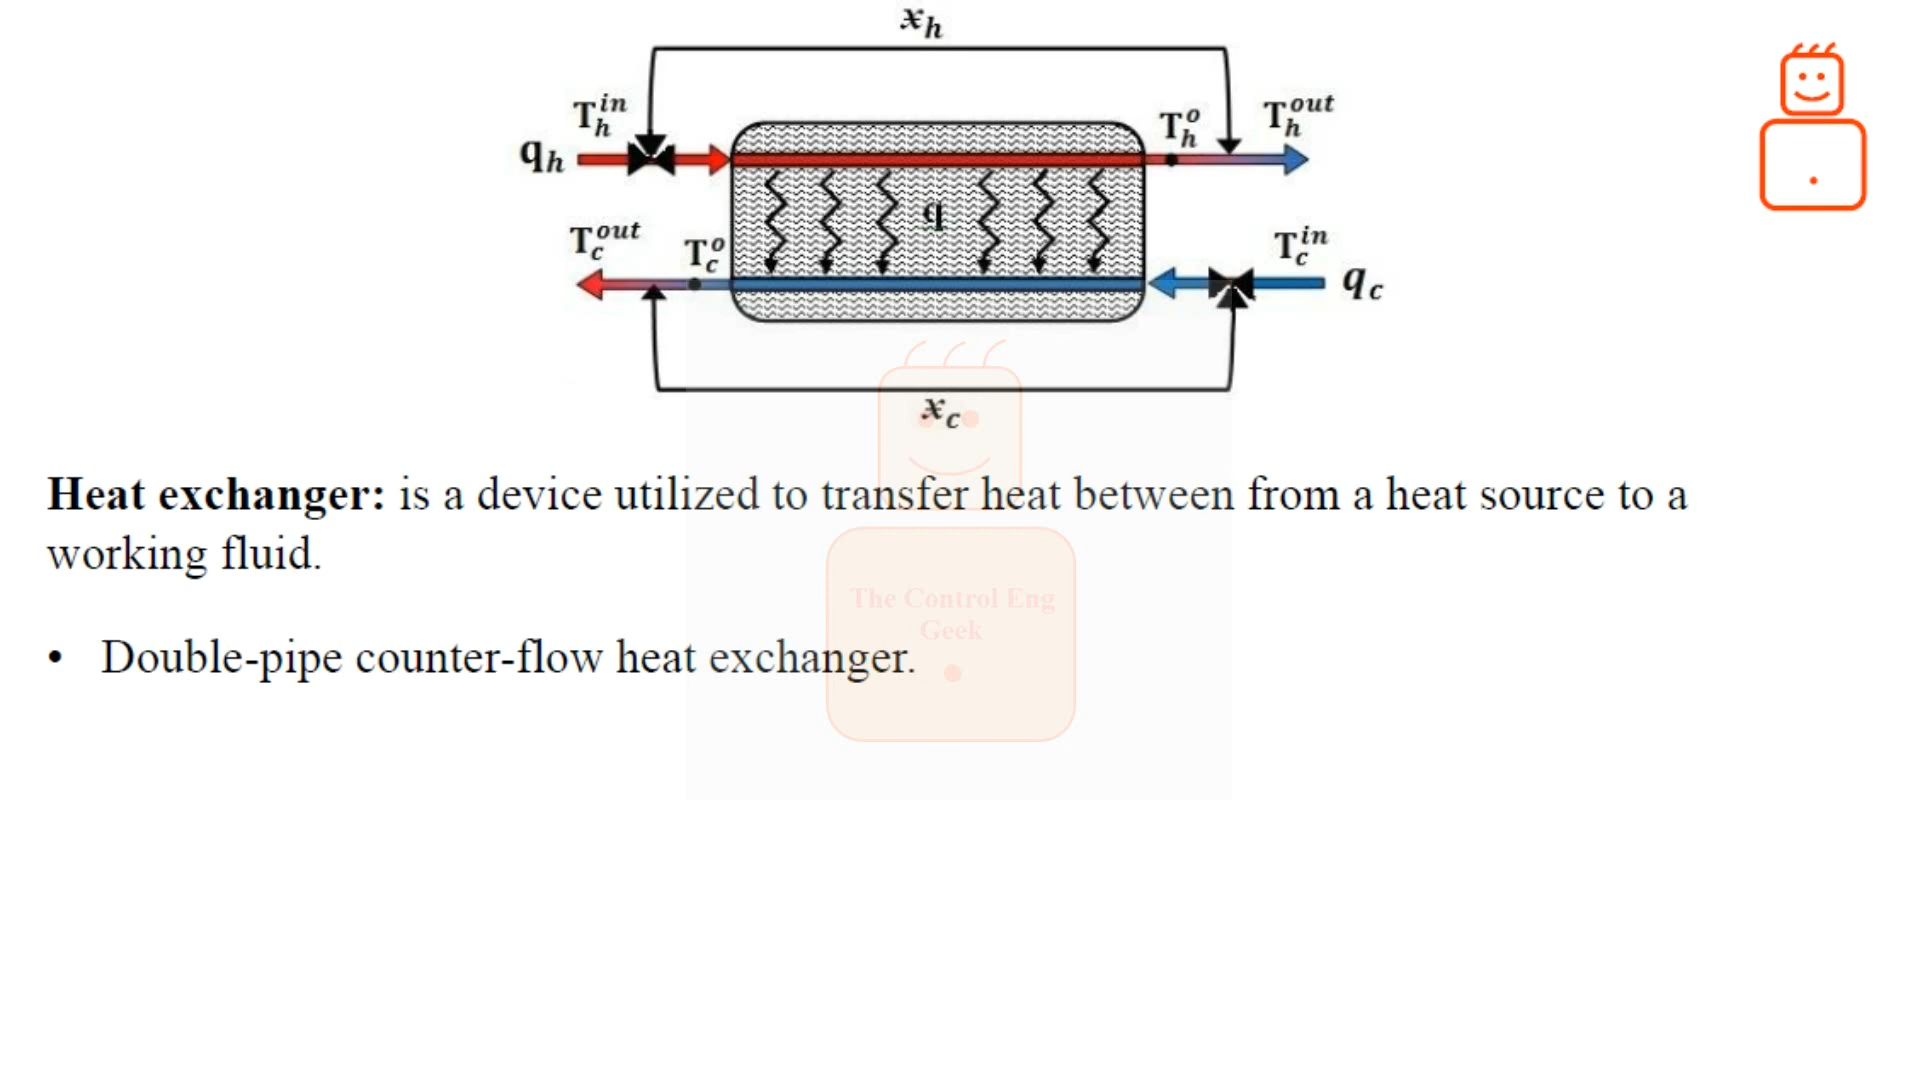 x_h
T_h^in
T_h^o
T_h^out
q_h
q
T_c^out
T_c^o
T_c^in
q_c
x_c
Heat exchanger: is a device utilized to transfer heat between from a heat source to a
working fluid.
The Control Eng
Geek
• Double-pipe counter-flow heat exchanger.